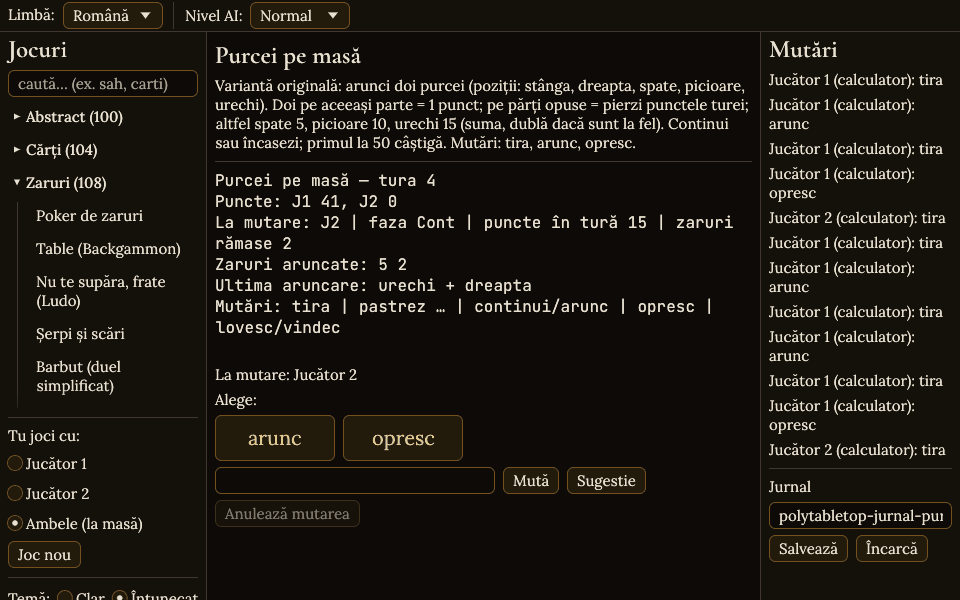 Limbă: Română ▼ Nivel AI: Normal ▼
Jocuri
caută... (ex. sah, carti)
▸ Abstract (100)
▸ Cărți (104)
▾ Zaruri (108)
Poker de zaruri
Table (Backgammon)
Nu te supăra, frate
(Ludo)
Șerpi și scări
Barbut (duel
simplificat)
Tu joci cu:
Jucător 1
Jucător 2
Ambele (la masă)
Joc nou
Temă: Clar Întunecat
Purcei pe masă
Variantă originală: arunci doi purcei (poziții: stânga, dreapta, spate, picioare,
urechi). Doi pe aceeași parte = 1 punct; pe părți opuse = pierzi punctele turei;
altfel spate 5, picioare 10, urechi 15 (suma, dublă dacă sunt la fel). Continui
sau încasezi; primul la 50 câștigă. Mutări: tira, arunc, opresc.
Purcei pe masă — tura 4
Puncte: J1 41, J2 0
La mutare: J2 | faza Cont | puncte în tură 15 | zaruri
rămase 2
Zaruri aruncate: 5 2
Ultima aruncare: urechi + dreapta
Mutări: tira | pastrez … | continui/arunc | opresc |
lovesc/vindec
La mutare: Jucător 2
Alege:
arunc opresc
Mută Sugestie
Anulează mutarea
Mutări
Jucător 1 (calculator): tira
Jucător 1 (calculator):
arunc
Jucător 1 (calculator): tira
Jucător 1 (calculator):
opresc
Jucător 2 (calculator): tira
Jucător 1 (calculator): tira
Jucător 1 (calculator):
arunc
Jucător 1 (calculator): tira
Jucător 1 (calculator):
arunc
Jucător 1 (calculator): tira
Jucător 1 (calculator):
opresc
Jucător 2 (calculator): tira
Jurnal
polytabletop-jurnal-pur
Salvează Încarcă